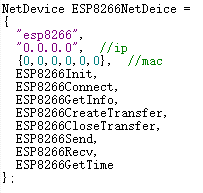 NetDevice ESP8266NetDeice =
{
  "esp8266",
  "0.0.0.0",  //ip
  {0,0,0,0,0,0},  //mac
  ESP8266Init,
  ESP8266Connect,
  ESP8266GetInfo,
  ESP8266CreateTransfer,
  ESP8266CloseTransfer,
  ESP8266Send,
  ESP8266Recv,
  ESP8266GetTime
};